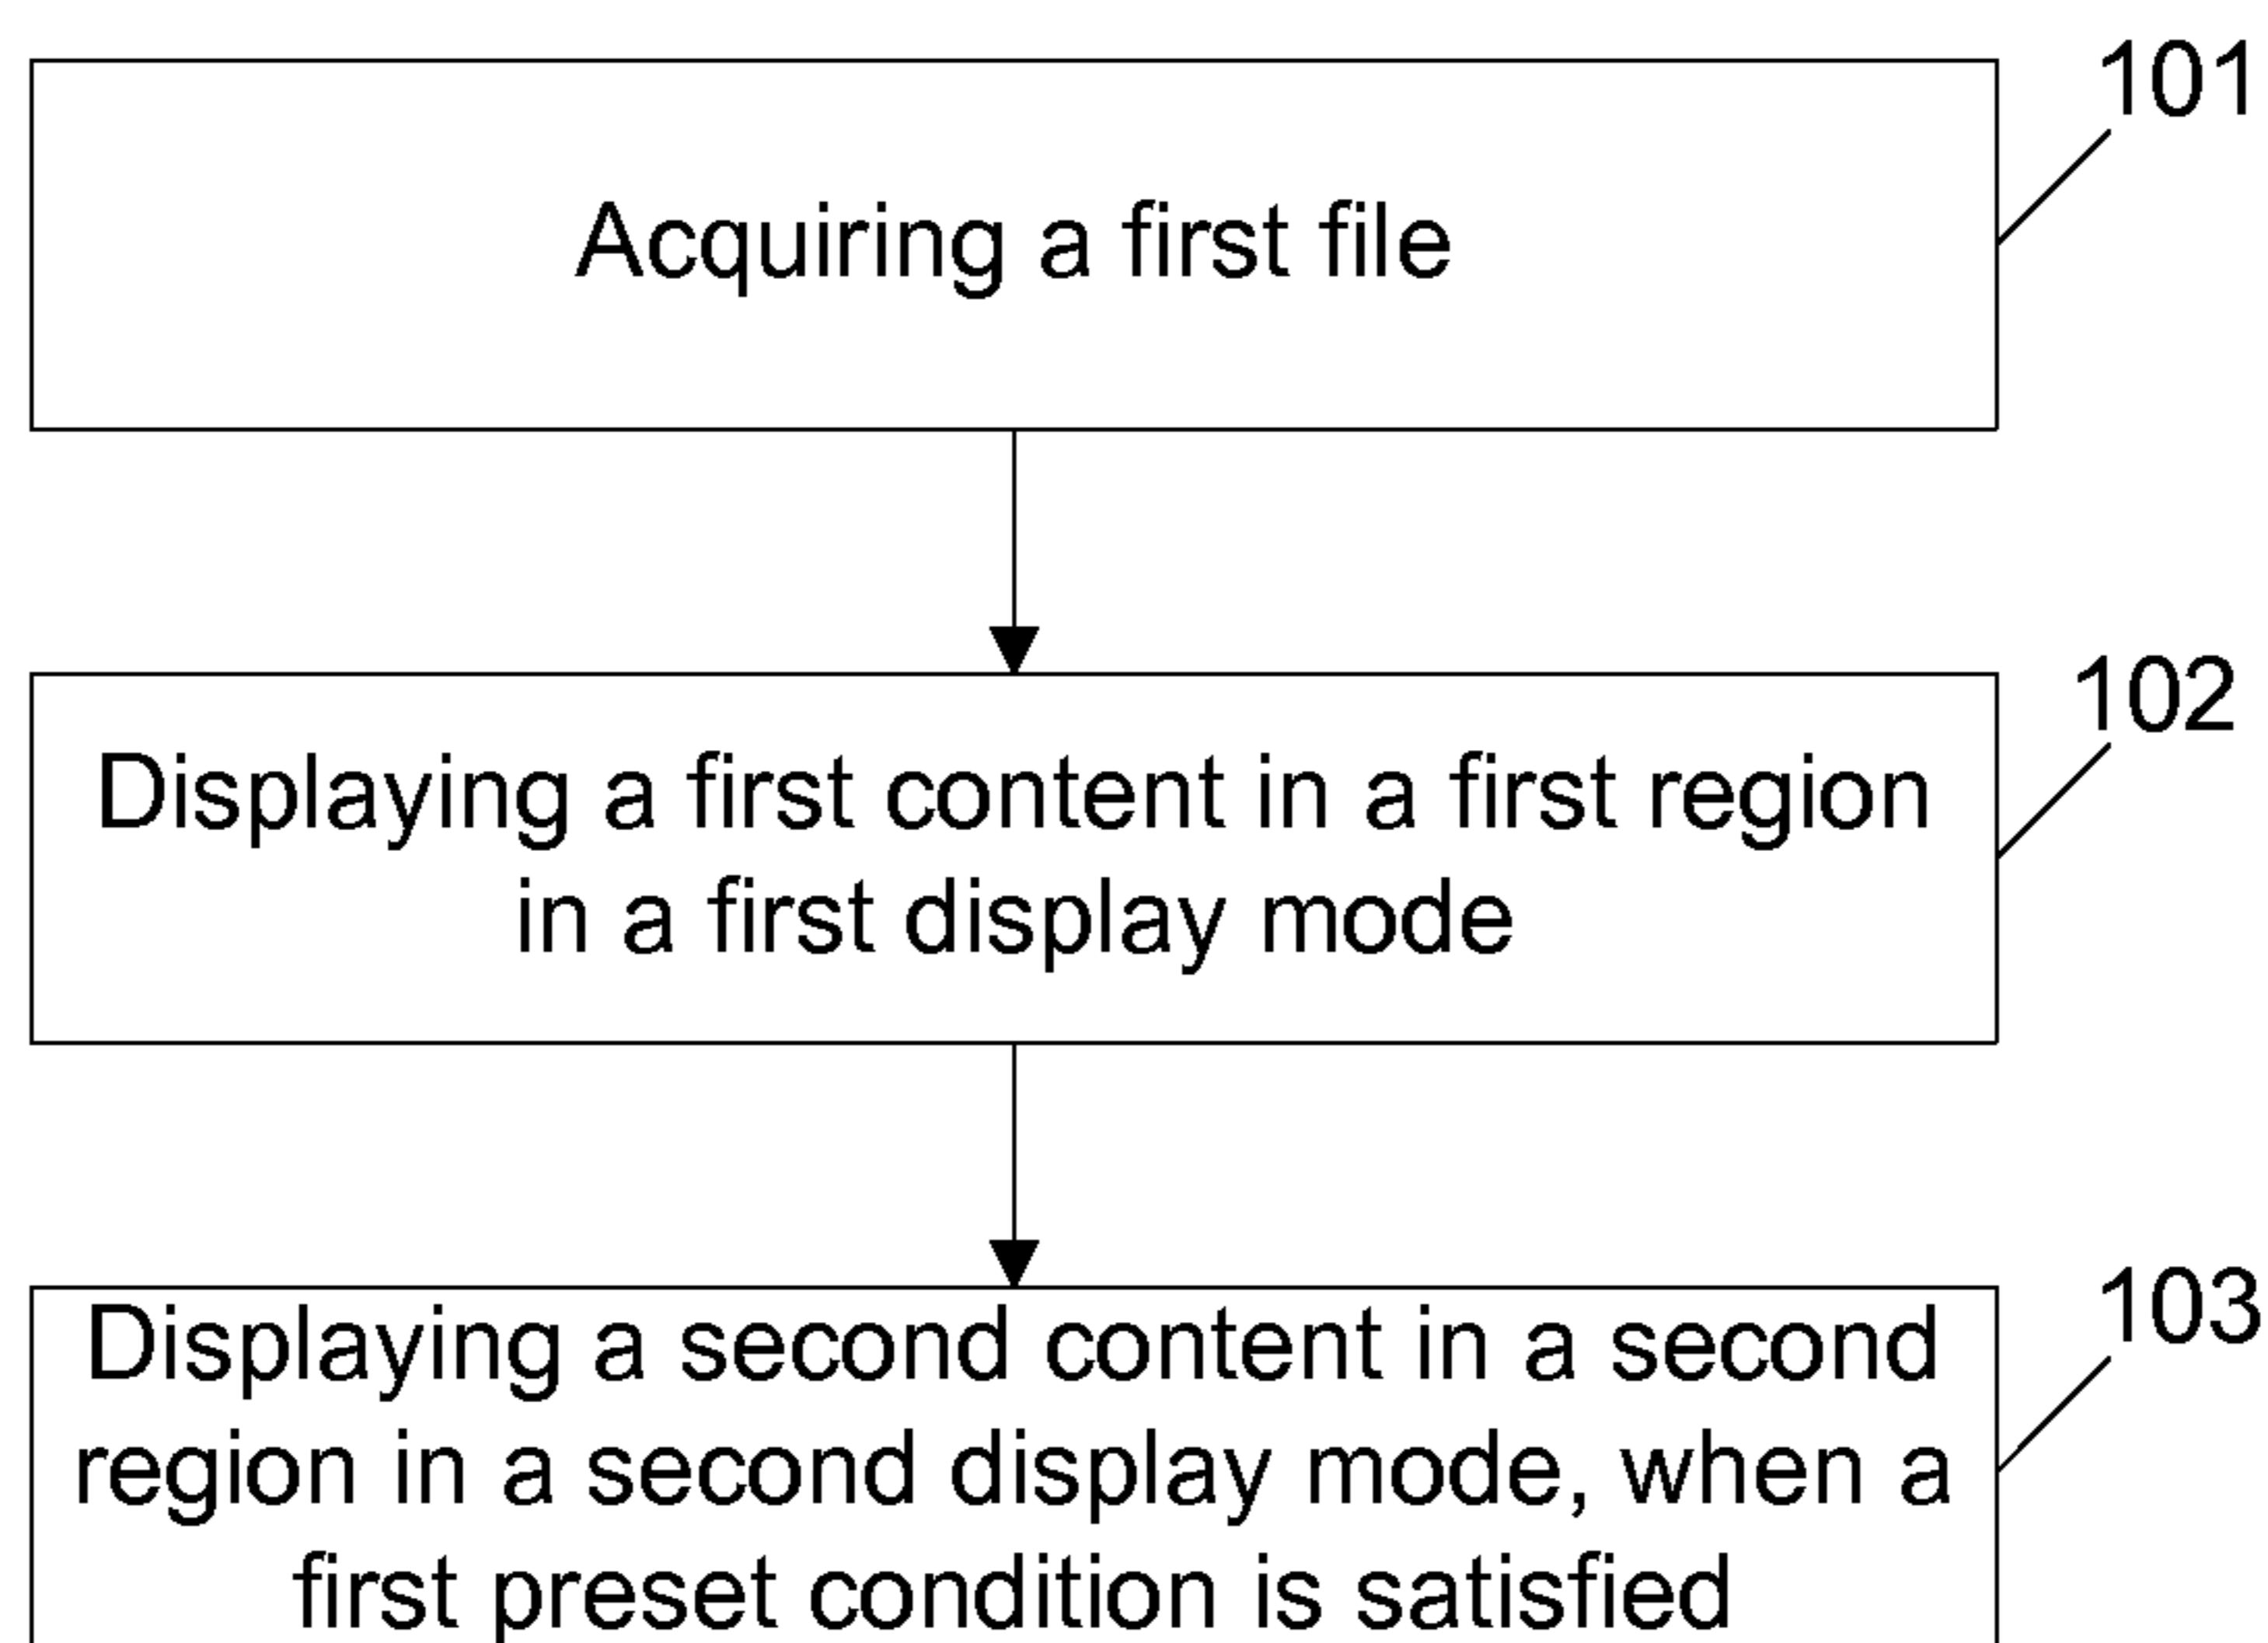 101
Acquiring a first file
102
Displaying a first content in a first region
in a first display mode
103
Displaying a second content in a second
region in a second display mode, when a
first preset condition is satisfied